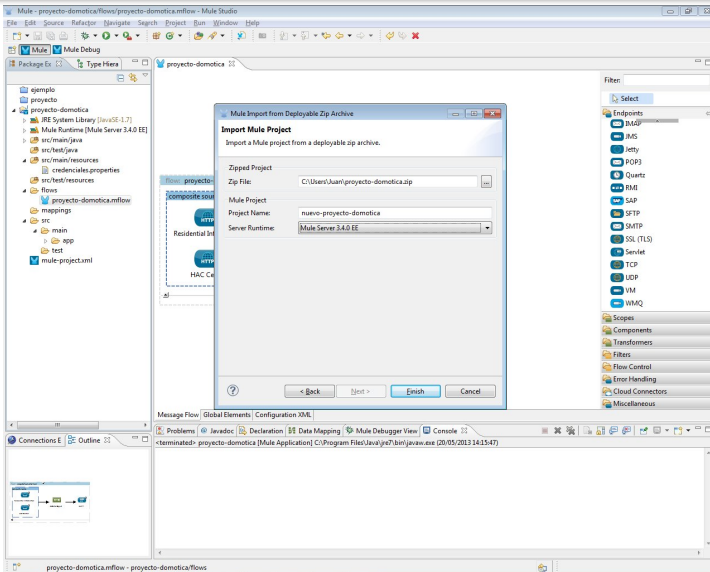 Mule - proyecto-domotica/flows/proyecto-domotica.mflow - Mule Studio
File Edit Source Refactor Navigate Search Project Run Window Help
Mule Mule Debug
Package Ex Type Hiera
ejemplo
proyecto
proyecto-domotica
JRE System Library [JavaSE-1.7]
Mule Runtime [Mule Server 3.4.0 EE]
src/main/java
src/test/java
src/main/resources
credenciales.properties
src/test/resources
flows
proyecto-domotica.mflow
mappings
src
main
app
test
mule-project.xml
proyecto-domotica
flow: proyecto-
composite sour
HTTP
Residential Int
HTTP
HAC Ce
Mule Import from Deployable Zip Archive
Import Mule Project
Import a Mule project from a deployable zip archive.
Zipped Project
Zip File: C:\Users\Juan\proyecto-domotica.zip ...
Mule Project
Project Name: nuevo-proyecto-domotica
Server Runtime: Mule Server 3.4.0 EE
? < Back Next > Finish Cancel
Message Flow Global Elements Configuration XML
Filter:
Select
Endpoints
IMAP
JMS
Jetty
POP3
Quartz
RMI
SAP
SFTP
SMTP
SSL (TLS)
Servlet
TCP
UDP
VM
WMQ
Scopes
Components
Transformers
Filters
Flow Control
Error Handling
Cloud Connectors
Miscellaneous
Connections E Outline
Problems Javadoc Declaration Data Mapping Mule Debugger View Console
<terminated> proyecto-domotica [Mule Application] C:\Program Files\Java\jre7\bin\javaw.exe (20/05/2013 14:15:47)
proyecto-domotica.mflow - proyecto-domotica/flows